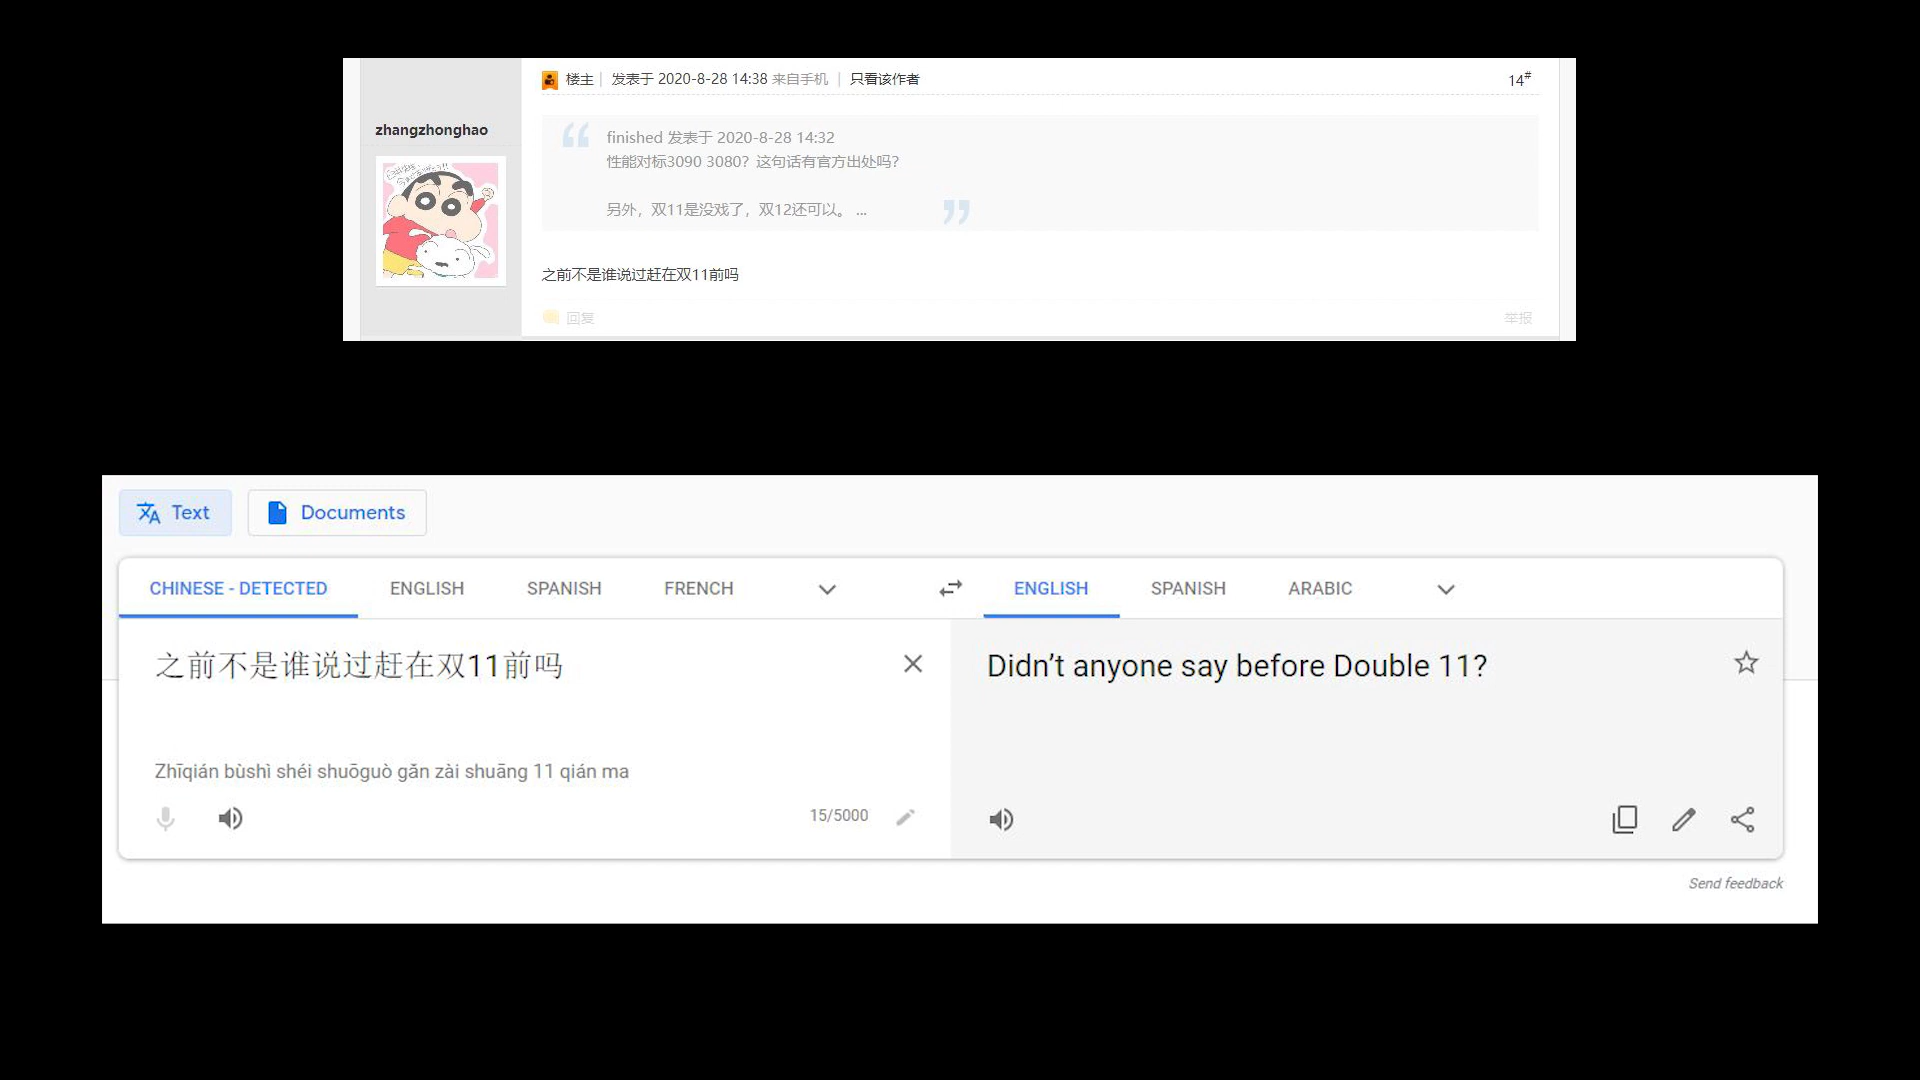 楼主 | 发表于 2020-8-28 14:38 来自手机 | 只看该作者
14#
zhangzhonghao
finished 发表于 2020-8-28 14:32
性能对标3090 3080？这句话有官方出处吗？
另外，双11是没戏了，双12还可以。 ...
之前不是谁说过赶在双11前吗
回复
举报
Text
Documents
CHINESE - DETECTED ENGLISH SPANISH FRENCH
ENGLISH SPANISH ARABIC
之前不是谁说过赶在双11前吗
Didn't anyone say before Double 11?
Zhīqián bùshì shéi shuōguò gǎn zài shuāng 11 qián ma
15/5000
Send feedback